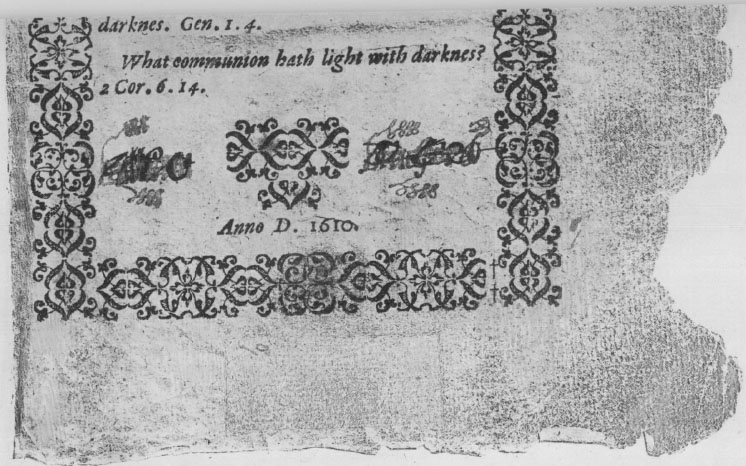 darknes. Gen. 1. 4.
What communion hath light with darknes?
2 Cor. 6. 14.
Anno D. 1610.